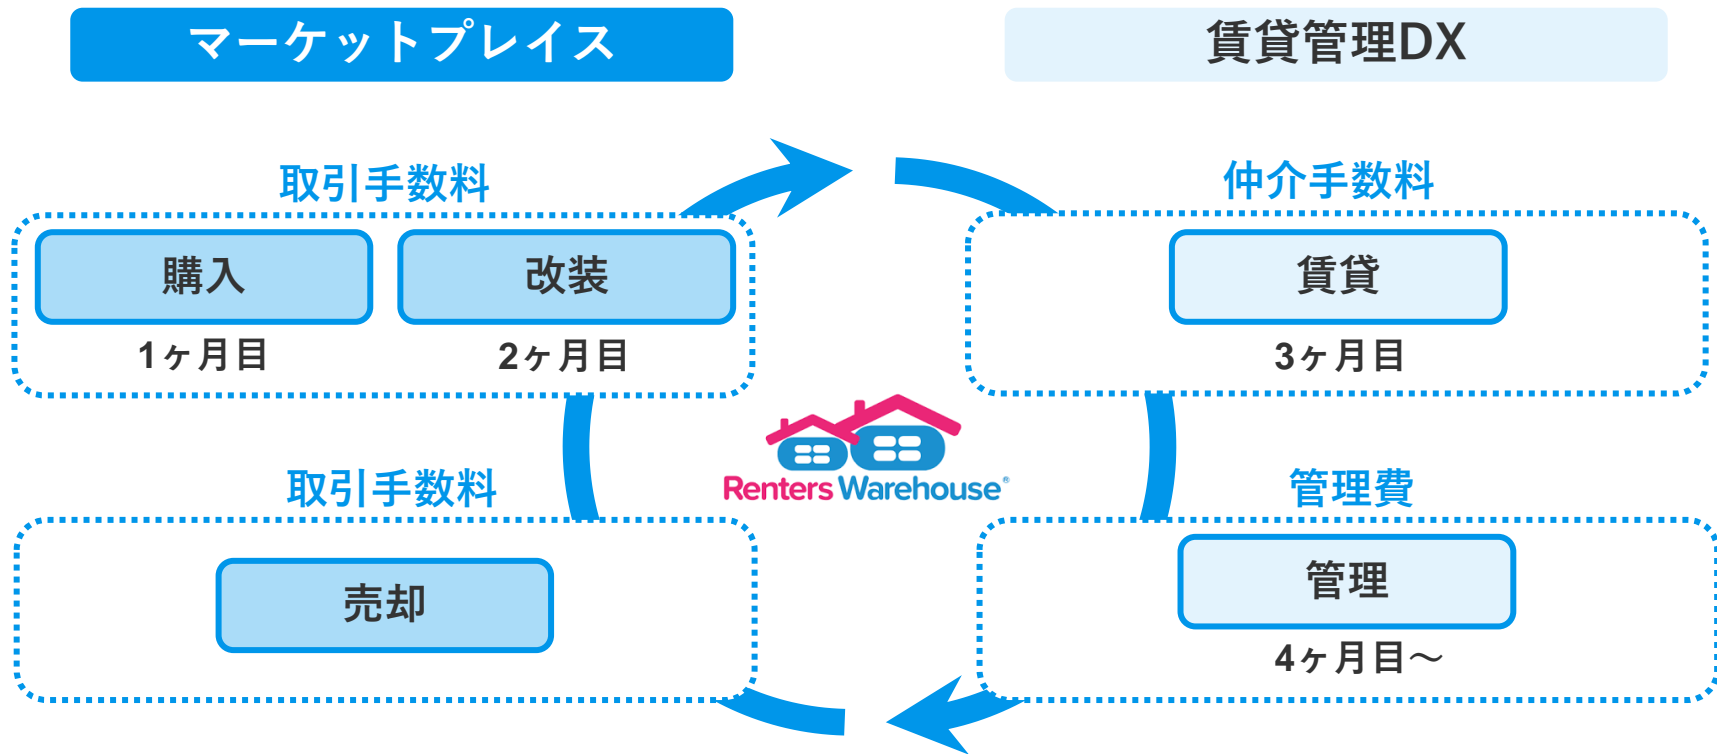 マーケットプレイス
賃貸管理DX
取引手数料
購入
改装
1ヶ月目
2ヶ月目
仲介手数料
賃貸
3ヶ月目
Renters Warehouse®
取引手数料
売却
管理費
管理
4ヶ月目～